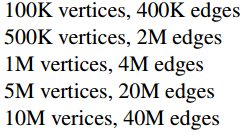 100K vertices, 400K edges
500K vertices, 2M edges
1M vertices, 4M edges
5M vertices, 20M edges
10M verices, 40M edges